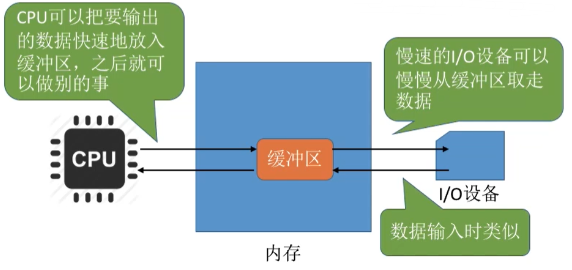 CPU可以把要输出
的数据快速地放入
缓冲区，之后就可
以做别的事
慢速的I/O设备可以
慢慢从缓冲区取走
数据
CPU
缓冲区
I/O设备
数据输入时类似
内存